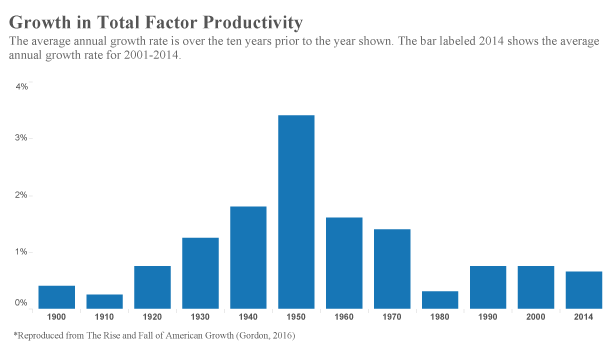 Growth in Total Factor Productivity
The average annual growth rate is over the ten years prior to the year shown. The bar labeled 2014 shows the average
annual growth rate for 2001-2014.
4%
3%
2%
1%
0%
1900 1910 1920 1930 1940 1950 1960 1970 1980 1990 2000 2014
*Reproduced from The Rise and Fall of American Growth (Gordon, 2016)